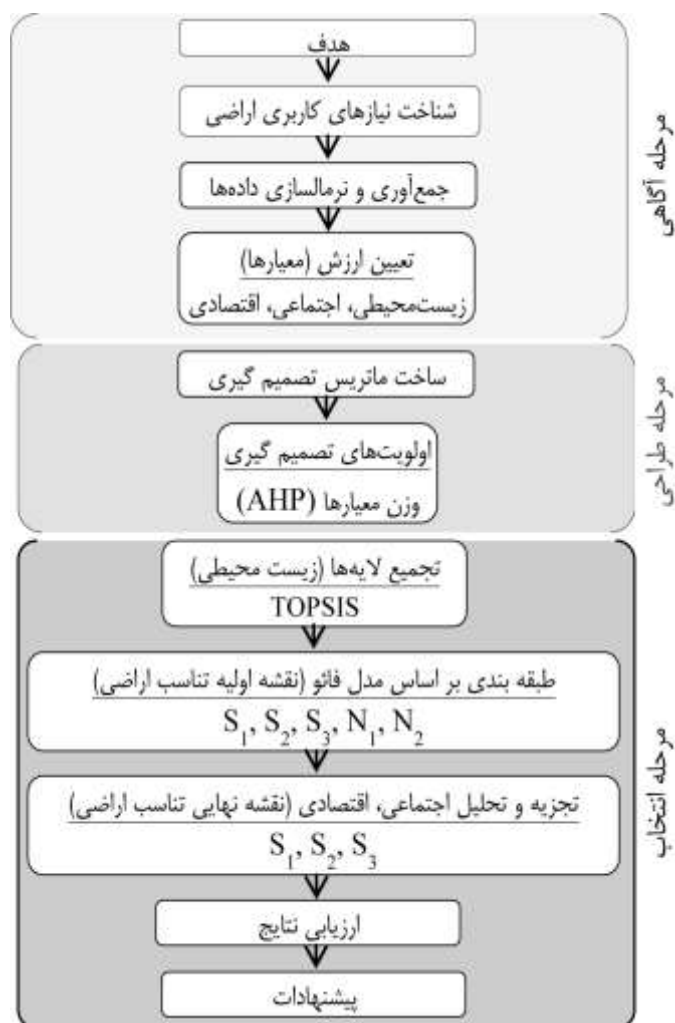 مرحله آگاهی
هدف
شناخت نیازهای کاربری اراضی
جمع‌آوری و نرمالسازی داده‌ها
تعیین ارزش (معیارها)
زیست‌محیطی، اجتماعی، اقتصادی
مرحله طراحی
ساخت ماتریس تصمیم گیری
اولویت‌های تصمیم گیری
وزن معیارها (AHP)
مرحله انتخاب
تجمیع لایه‌ها (زیست محیطی)
TOPSIS
طبقه بندی بر اساس مدل فائو (نقشه اولیه تناسب اراضی)
S₁, S₂, S₃, N₁, N₂
تجزیه و تحلیل اجتماعی، اقتصادی (نقشه نهایی تناسب اراضی)
S₁, S₂, S₃
ارزیابی نتایج
پیشنهادات